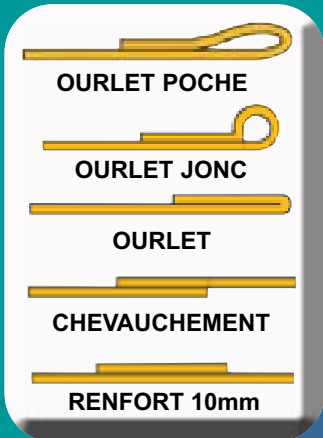 OURLET POCHE
OURLET JONC
OURLET
CHEVAUCHEMENT
RENFORT 10mm